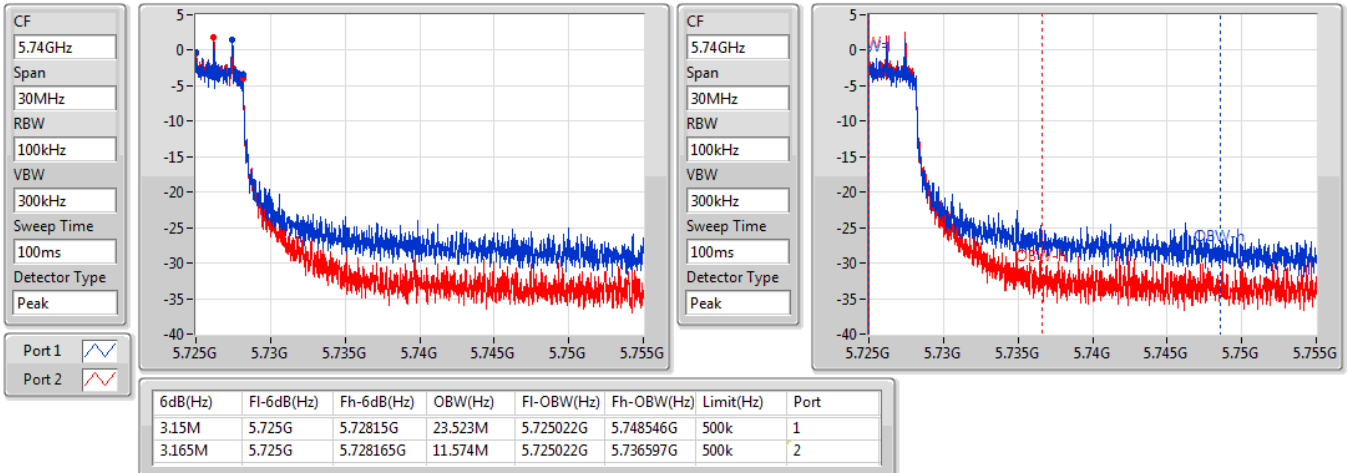 CF
5.74GHz
Span
30MHz
RBW
100kHz
VBW
300kHz
Sweep Time
100ms
Detector Type
Peak
Port 1
Port 2
5
0
-5
-10
-15
-20
-25
-30
-35
-40
5.725G 5.73G 5.735G 5.74G 5.745G 5.75G 5.755G
CF
5.74GHz
Span
30MHz
RBW
100kHz
VBW
300kHz
Sweep Time
100ms
Detector Type
Peak
5
0
-5
-10
-15
-20
-25
-30
-35
-40
OBW-h
OBW-h
5.725G 5.73G 5.735G 5.74G 5.745G 5.75G 5.755G
6dB(Hz) Fl-6dB(Hz) Fh-6dB(Hz) OBW(Hz) Fl-OBW(Hz) Fh-OBW(Hz) Limit(Hz) Port
3.15M 5.725G 5.72815G 23.523M 5.725022G 5.748546G 500k 1
3.165M 5.725G 5.728165G 11.574M 5.725022G 5.736597G 500k 2